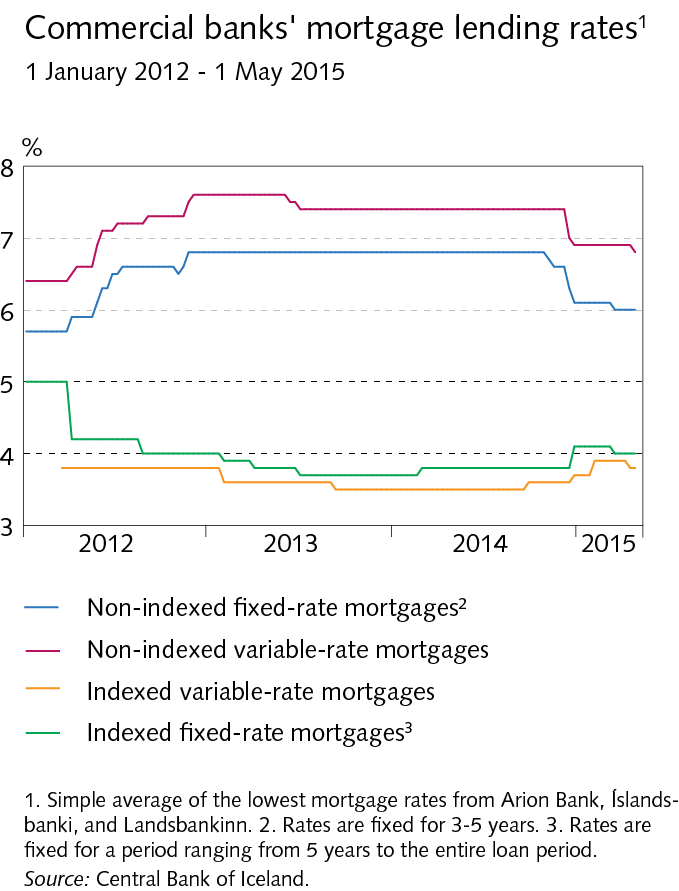 Commercial banks' mortgage lending rates¹
1 January 2012 - 1 May 2015
%
8
7
6
5
4
3
2012 2013 2014 2015
Non-indexed fixed-rate mortgages²
Non-indexed variable-rate mortgages
Indexed variable-rate mortgages
Indexed fixed-rate mortgages³
1. Simple average of the lowest mortgage rates from Arion Bank, Íslands-
banki, and Landsbankinn. 2. Rates are fixed for 3-5 years. 3. Rates are
fixed for a period ranging from 5 years to the entire loan period.
Source: Central Bank of Iceland.